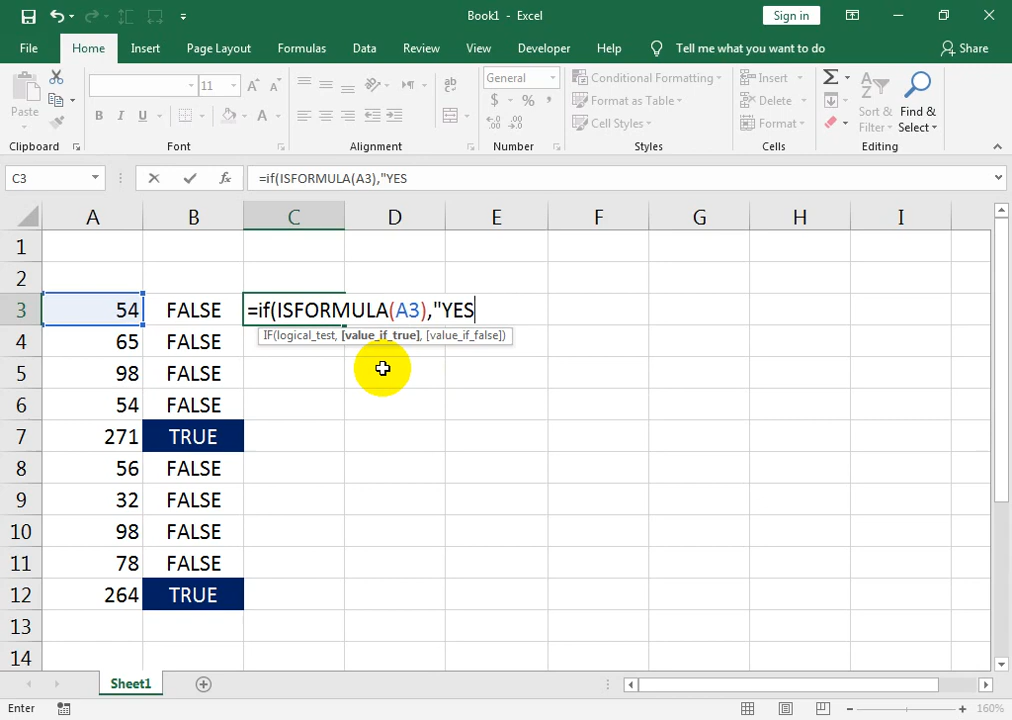 Book1 - Excel
Sign in
File Home Insert Page Layout Formulas Data Review View Developer Help Tell me what you want to do Share
Paste
11
B I U A
Clipboard
Font
Alignment
General
$ % ,
Number
Conditional Formatting
Format as Table
Cell Styles
Styles
Insert
Delete
Format
Cells
Sort & Filter
Find & Select
Editing
C3 fx =if(ISFORMULA(A3),"YES
A B C D E F G H I
1
2
3 54 FALSE =if(ISFORMULA(A3),"YES
IF(logical_test, [value_if_true], [value_if_false])
4 65 FALSE
5 98 FALSE
6 54 FALSE
7 271 TRUE
8 56 FALSE
9 32 FALSE
10 98 FALSE
11 78 FALSE
12 264 TRUE
13
14
Sheet1
Enter
160%